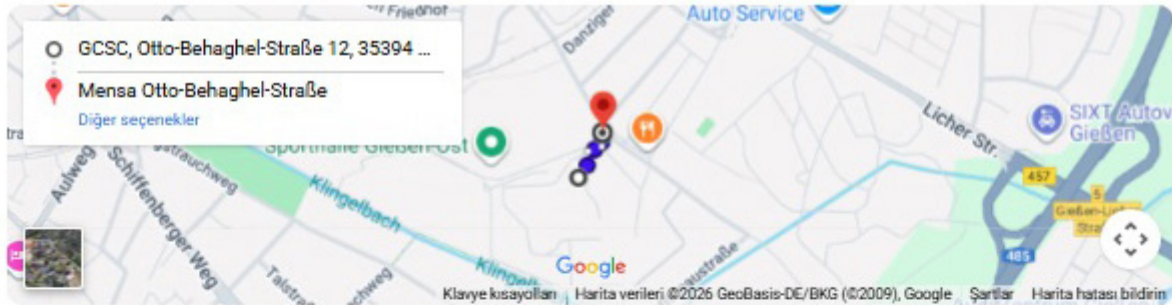 GCSC, Otto-Behaghel-Straße 12, 35394 ...
Mensa Otto-Behaghel-Straße
Diğer seçenekler
Friedhof
Danziger
Auto Service
Licher Str.
SIXT Autov
Gießen
Sporthalle Gießen-Ost
Aulweg
Schiffenberger Weg
Klingelbach
457
5
485
Google
Klavye kısayolları
Harita verileri ©2026 GeoBasis-DE/BKG (©2009), Google
Şartlar
Harita hatası bildirin